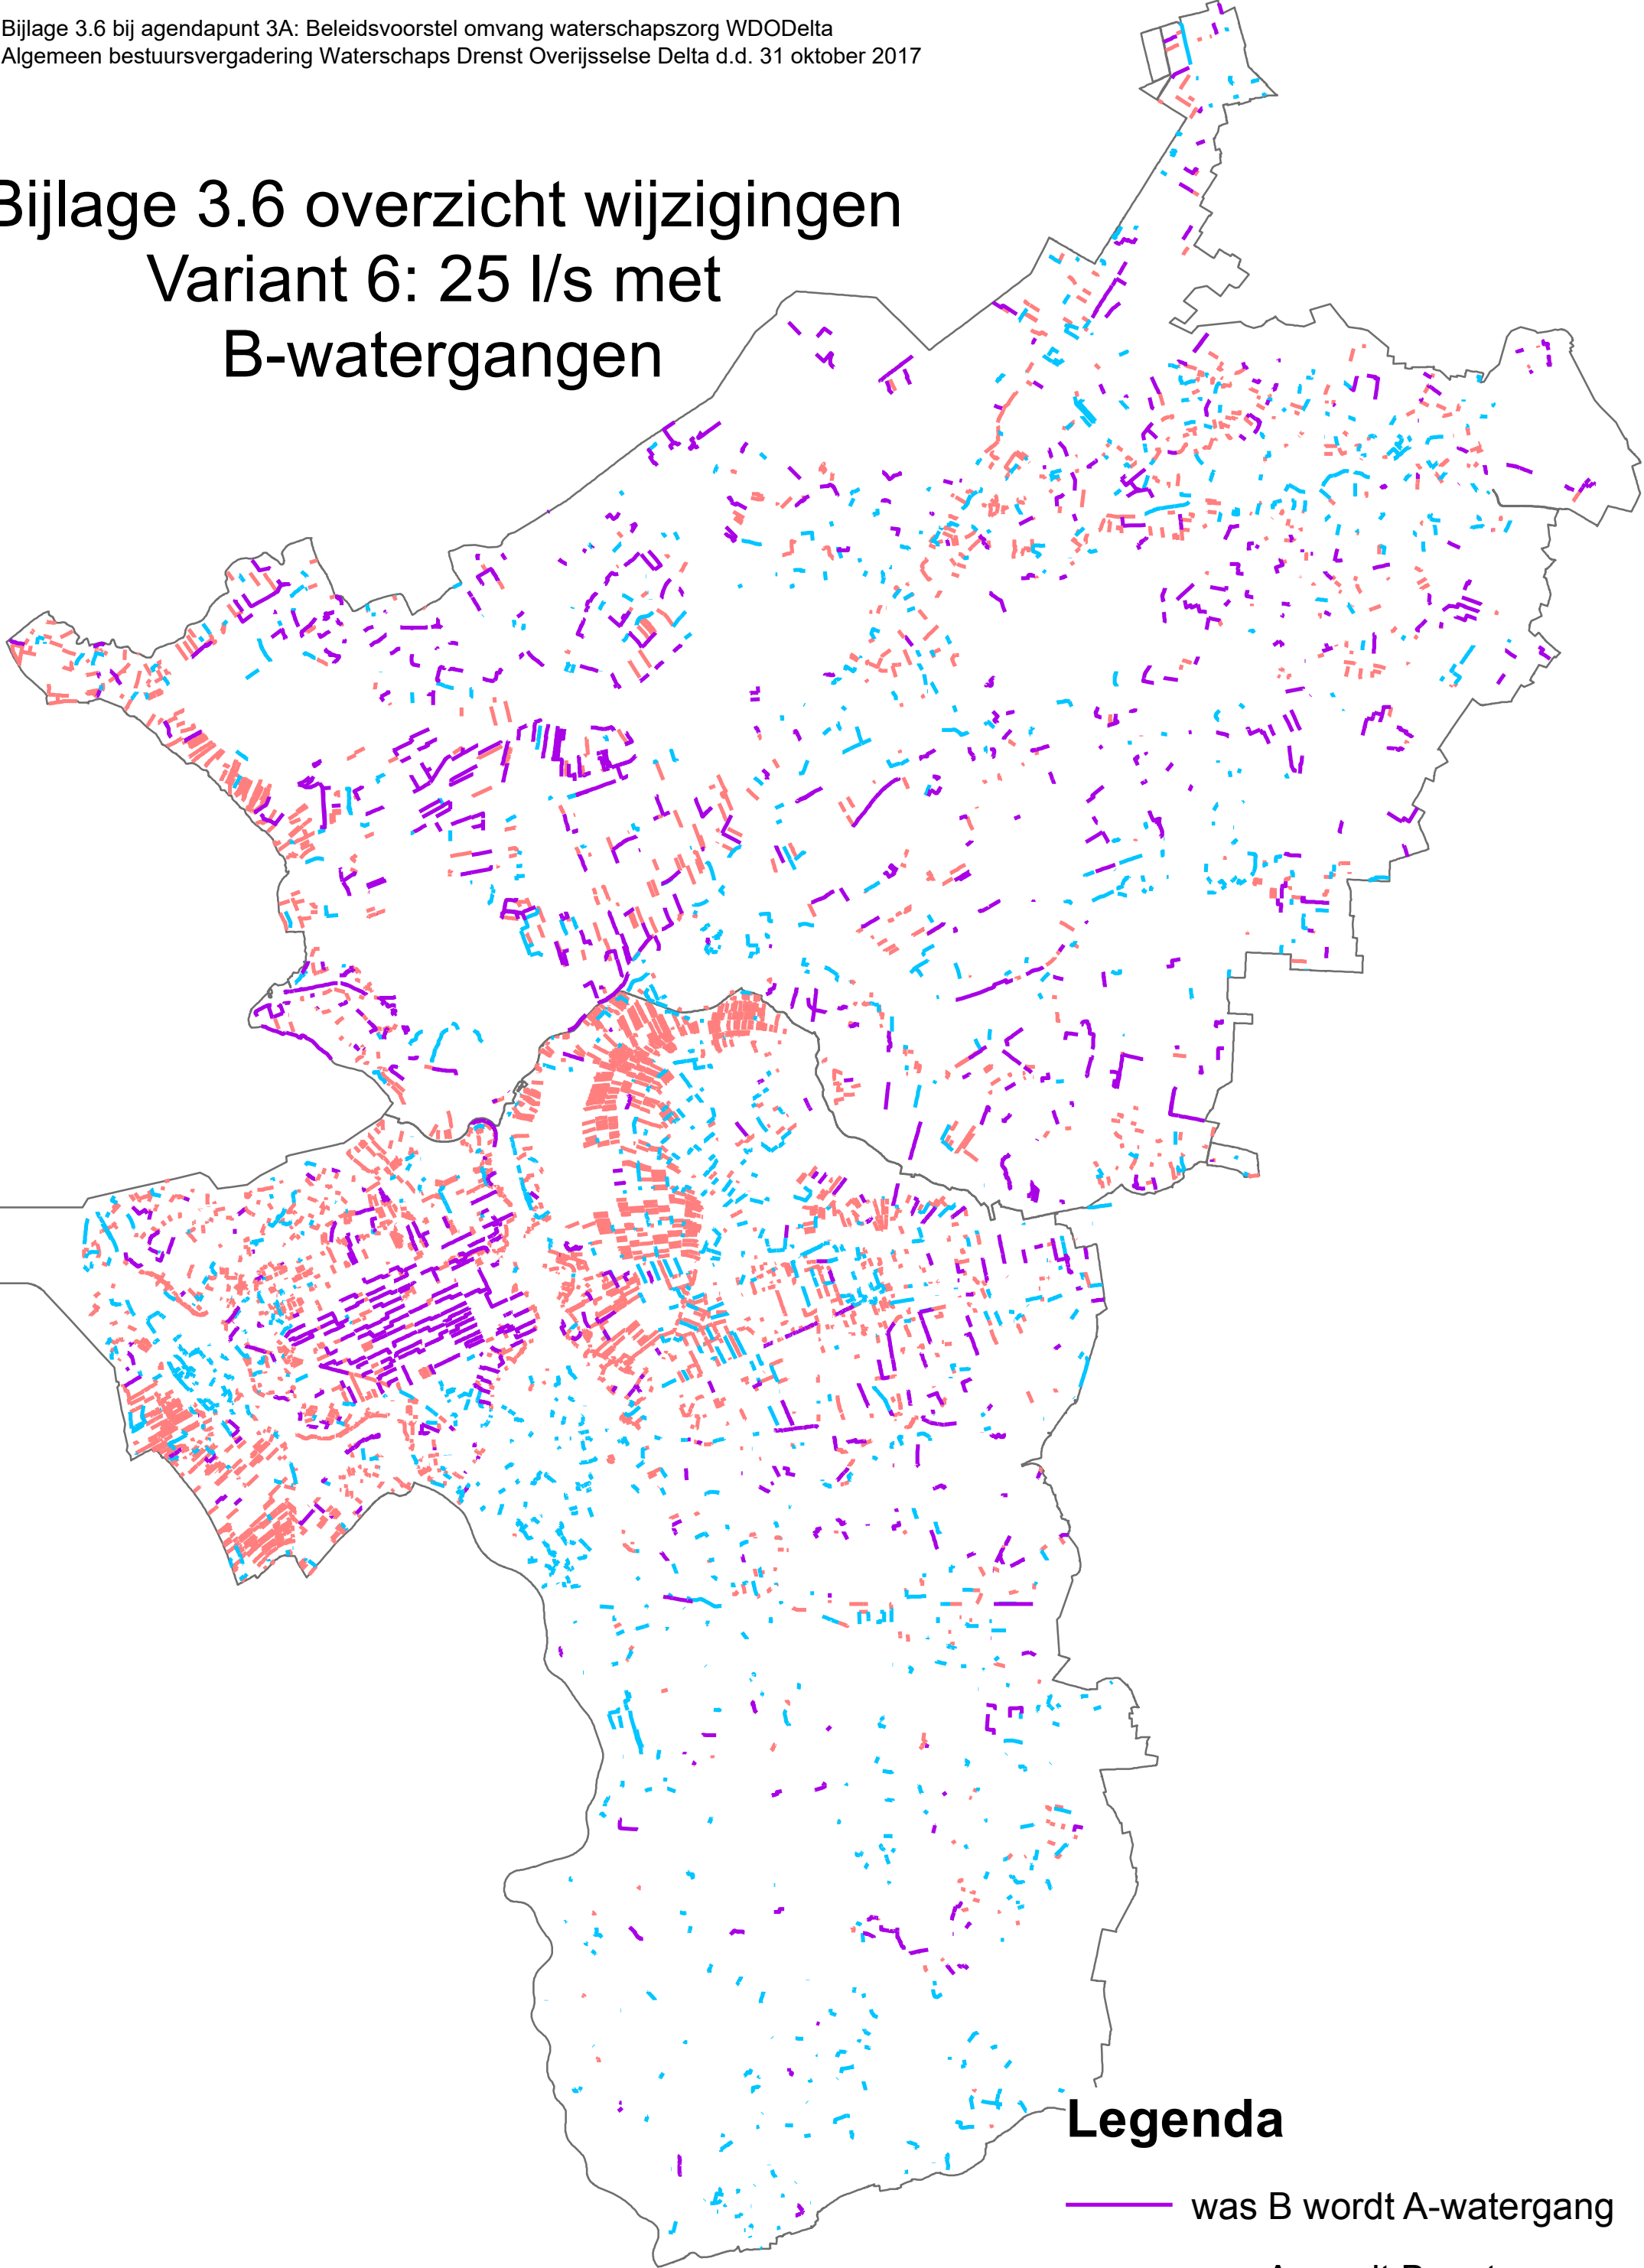 Bijlage 3.6 bij agendapunt 3A: Beleidsvoorstel omvang waterschapszorg WDODelta
Algemeen bestuursvergadering Waterschaps Drenst Overijsselse Delta d.d. 31 oktober 2017
Bijlage 3.6 overzicht wijzigingen
Variant 6: 25 l/s met
B-watergangen
Legenda
was B wordt A-watergang